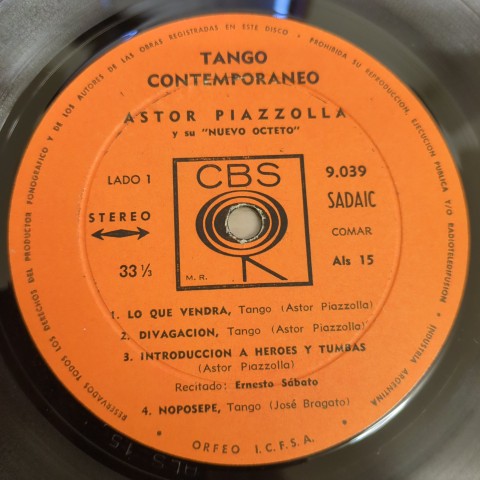 RESERVADOS TODOS LOS DERECHOS DEL PRODUCTOR FONOGRAFICO Y DE LOS AUTORES DE LAS OBRAS REGISTRADAS EN ESTE DISCO • PROHIBIDA SU REPRODUCCION, EJECUCION PUBLICA Y/O RADIOTELEDIFUSION • INDUSTRIA ARGENTINA
TANGO
CONTEMPORANEO
ASTOR PIAZZOLLA
y su "NUEVO OCTETO"
LADO 1
CBS
9.039
SADAIC
STEREO
COMAR
33 ⅓
M. R.
Als 15
1. LO QUE VENDRA, Tango (Astor Piazzolla)
2. DIVAGACION, Tango (Astor Piazzolla)
3. INTRODUCCION A HEROES Y TUMBAS
(Astor Piazzolla)
Recitado: Ernesto Sábato
4. NOPOSEPE, Tango (José Bragato)
ORFEO I.C.F.S.A.
ALS 15